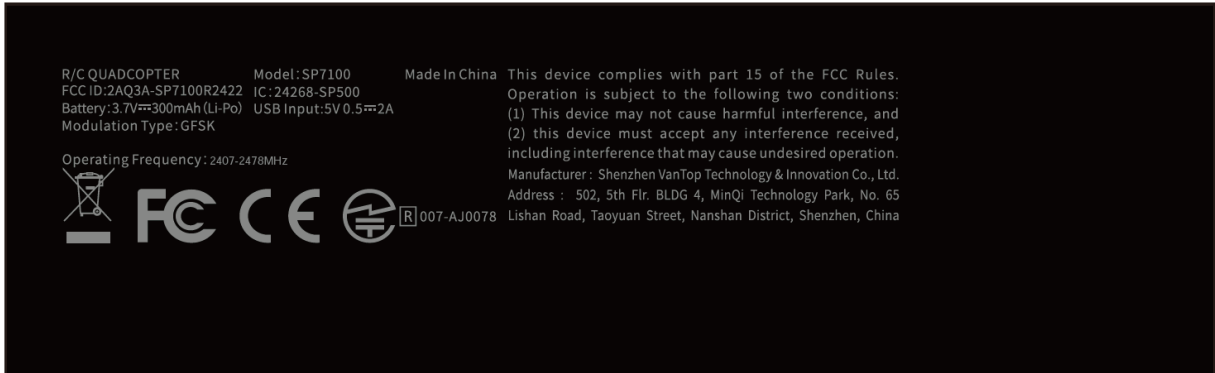 R/C QUADCOPTER
Model:SP7100
Made In China
FCC ID:2AQ3A-SP7100R2422
IC:24268-SP500
Battery:3.7V⎓300mAh(Li-Po)
USB Input:5V 0.5⎓2A
Modulation Type:GFSK
Operating Frequency: 2407-2478MHz
FC CE
R 007-AJ0078
This device complies with part 15 of the FCC Rules.
Operation is subject to the following two conditions:
(1) This device may not cause harmful interference, and
(2) this device must accept any interference received,
including interference that may cause undesired operation.
Manufacturer : Shenzhen VanTop Technology & Innovation Co., Ltd.
Address : 502, 5th Flr. BLDG 4, MinQi Technology Park, No. 65
Lishan Road, Taoyuan Street, Nanshan District, Shenzhen, China